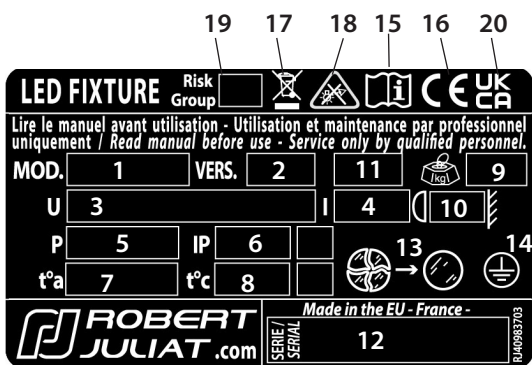 19 17 18 15 16 20
LED FIXTURE Risk Group CE UK CA
Lire le manuel avant utilisation - Utilisation et maintenance par professionnel
uniquement / Read manual before use - Service only by qualified personnel.
MOD. 1 VERS. 2 11 (kg) 9
U 3 I 4 10
P 5 IP 6 13 14
t°a 7 t°c 8
ROBERT JULIAT .com
Made in the EU - France -
SERIE/ SERIAL 12
RJ40983703